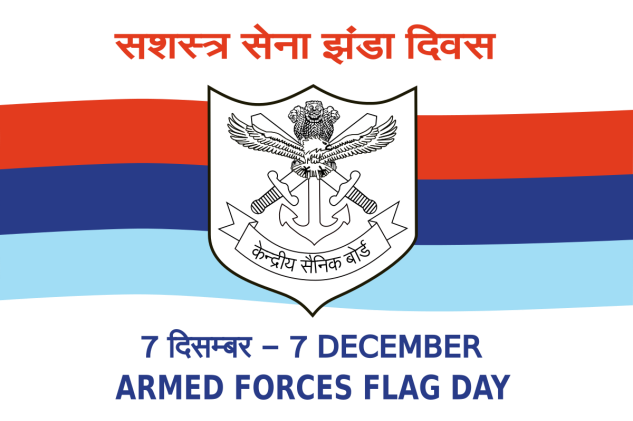 सशस्त्र सेना झंडा दिवस
केन्द्रीय सैनिक बोर्ड
7 दिसम्बर – 7 DECEMBER
ARMED FORCES FLAG DAY